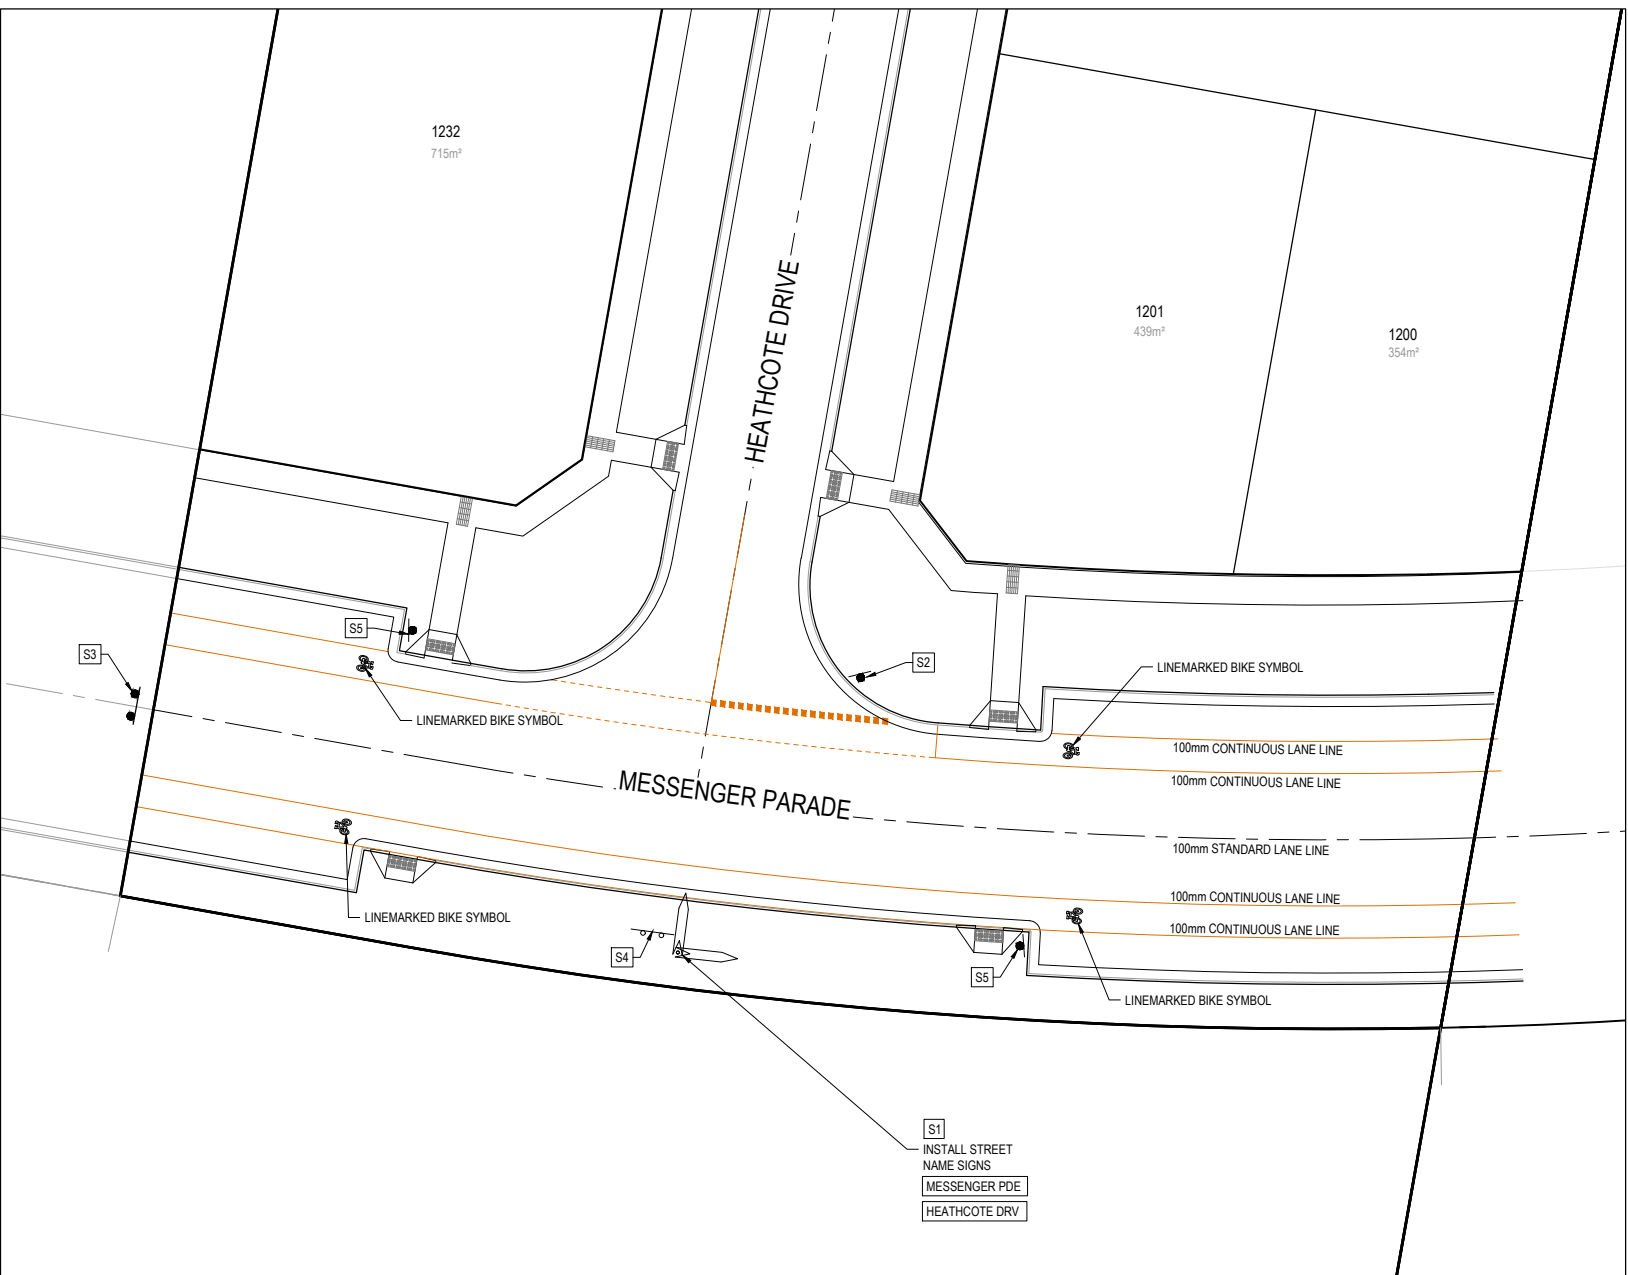 1232
715m²
HEATHCOTE DRIVE
1201
439m²
1200
354m²
S5
S3
S2
LINEMARKED BIKE SYMBOL
LINEMARKED BIKE SYMBOL
100mm CONTINUOUS LANE LINE
100mm CONTINUOUS LANE LINE
MESSENGER PARADE
100mm STANDARD LANE LINE
100mm CONTINUOUS LANE LINE
LINEMARKED BIKE SYMBOL
100mm CONTINUOUS LANE LINE
S4
S5
LINEMARKED BIKE SYMBOL
S1
INSTALL STREET
NAME SIGNS
MESSENGER PDE
HEATHCOTE DRV